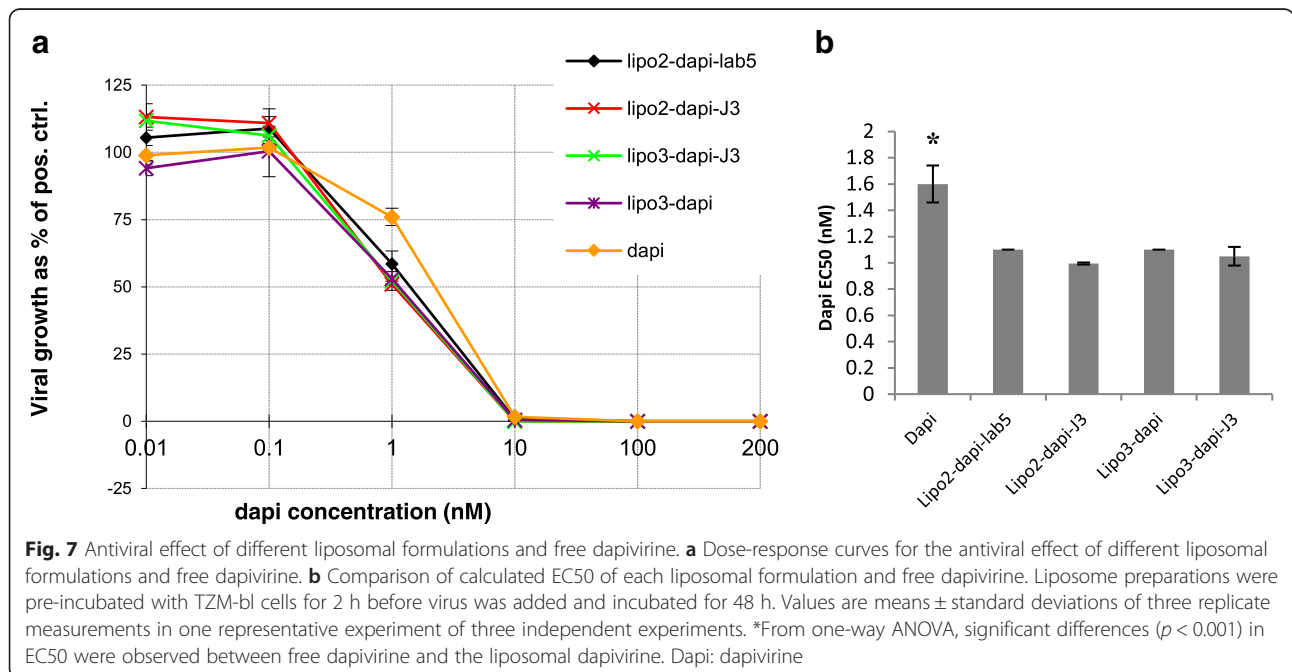 a
lipo2-dapi-lab5
lipo2-dapi-J3
lipo3-dapi-J3
lipo3-dapi
dapi
Viral growth as % of pos. ctrl.
125
100
75
50
25
0
-25
0.01 0.1 1 10 100 200
dapi concentration (nM)
b
*
Dapi EC50 (nM)
2
1.8
1.6
1.4
1.2
1
0.8
0.6
0.4
0.2
0
Dapi
Lipo2-dapi-lab5
Lipo2-dapi-J3
Lipo3-dapi
Lipo3-dapi-J3
Fig. 7 Antiviral effect of different liposomal formulations and free dapivirine. a Dose-response curves for the antiviral effect of different liposomal
formulations and free dapivirine. b Comparison of calculated EC50 of each liposomal formulation and free dapivirine. Liposome preparations were
pre-incubated with TZM-bl cells for 2 h before virus was added and incubated for 48 h. Values are means ± standard deviations of three replicate
measurements in one representative experiment of three independent experiments. *From one-way ANOVA, significant differences (p < 0.001) in
EC50 were observed between free dapivirine and the liposomal dapivirine. Dapi: dapivirine